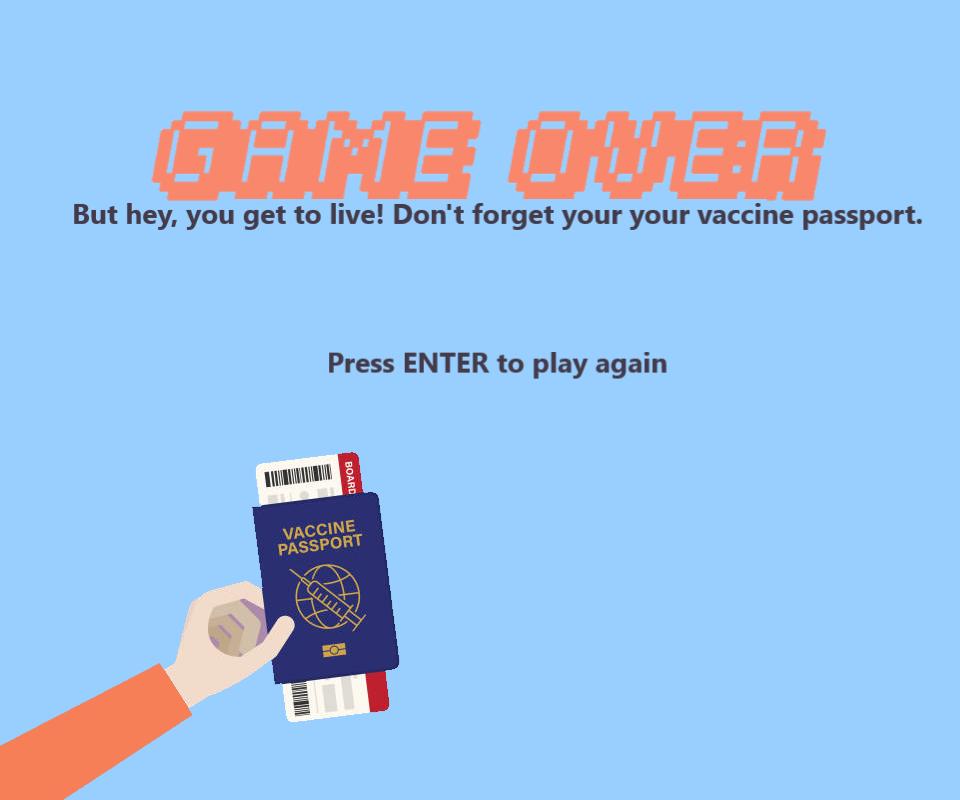 GAME OVER
But hey, you get to live! Don't forget your your vaccine passport.
Press ENTER to play again
BOARD
VACCINE
PASSPORT